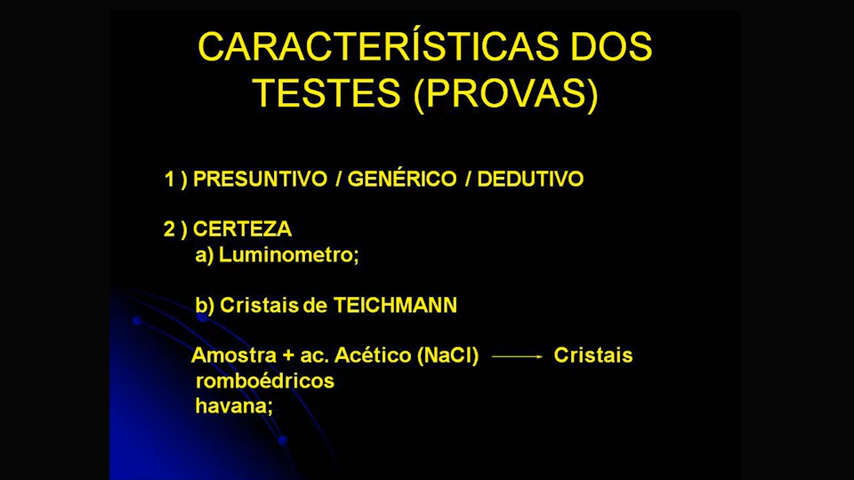 CARACTERÍSTICAS DOS
TESTES (PROVAS)
1 ) PRESUNTIVO / GENÉRICO / DEDUTIVO
2 ) CERTEZA
a) Luminometro;
b) Cristais de TEICHMANN
Amostra + ac. Acético (NaCl) → Cristais
romboédricos
havana;